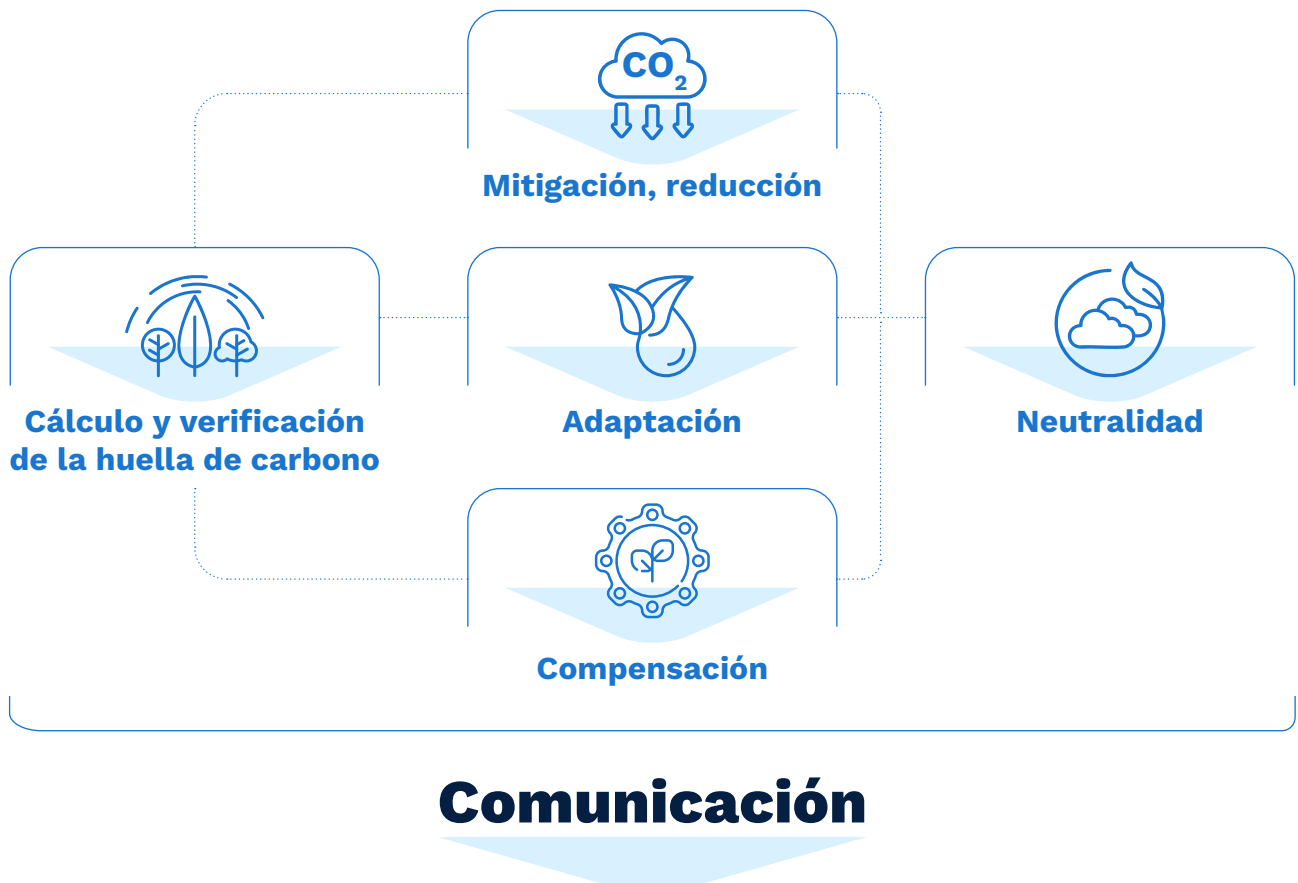 CO2
Mitigación, reducción
Cálculo y verificación
de la huella de carbono
Adaptación
Neutralidad
Compensación
Comunicación